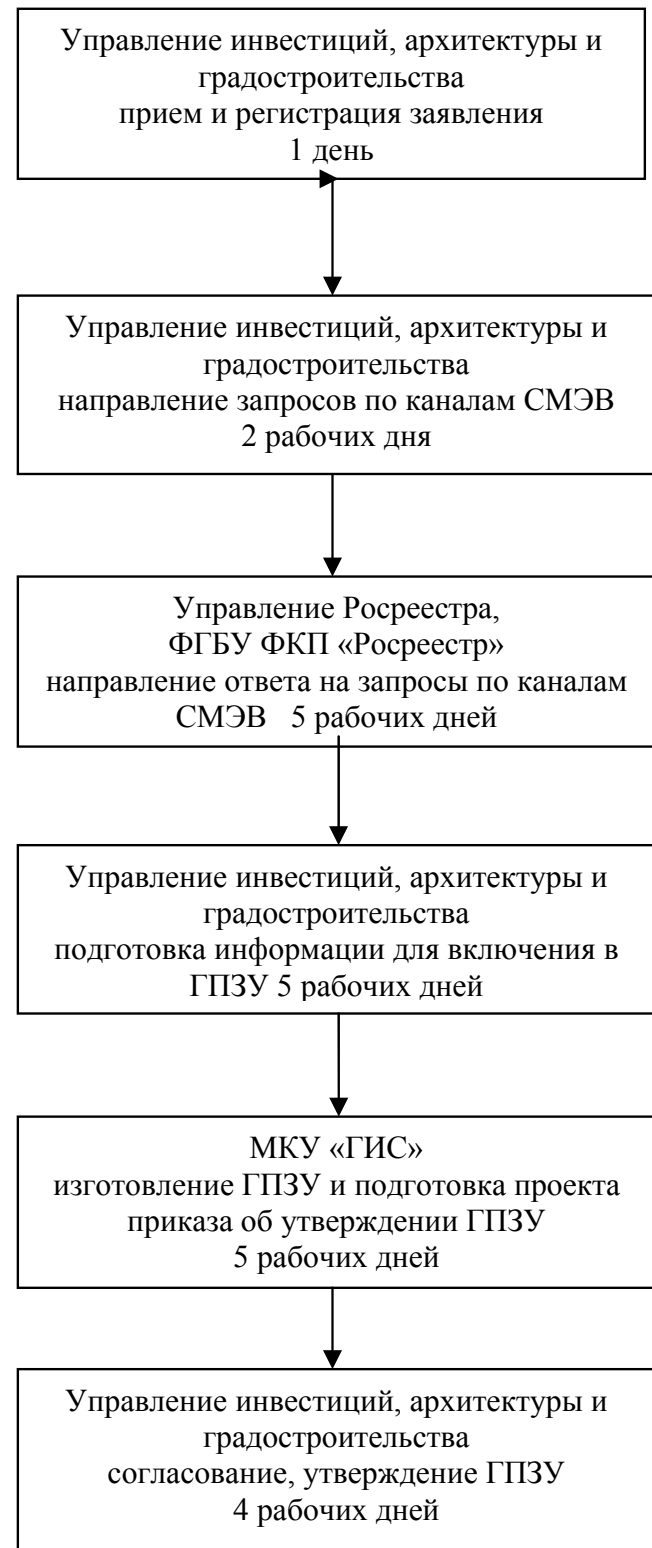 Управление инвестиций, архитектуры и
градостроительства
прием и регистрация заявления
1 день
Управление инвестиций, архитектуры и
градостроительства
направление запросов по каналам СМЭВ
2 рабочих дня
Управление Росреестра,
ФГБУ ФКП «Росреестр»
направление ответа на запросы по каналам
СМЭВ 5 рабочих дней
Управление инвестиций, архитектуры и
градостроительства
подготовка информации для включения в
ГПЗУ 5 рабочих дней
МКУ «ГИС»
изготовление ГПЗУ и подготовка проекта
приказа об утверждении ГПЗУ
5 рабочих дней
Управление инвестиций, архитектуры и
градостроительства
согласование, утверждение ГПЗУ
4 рабочих дней